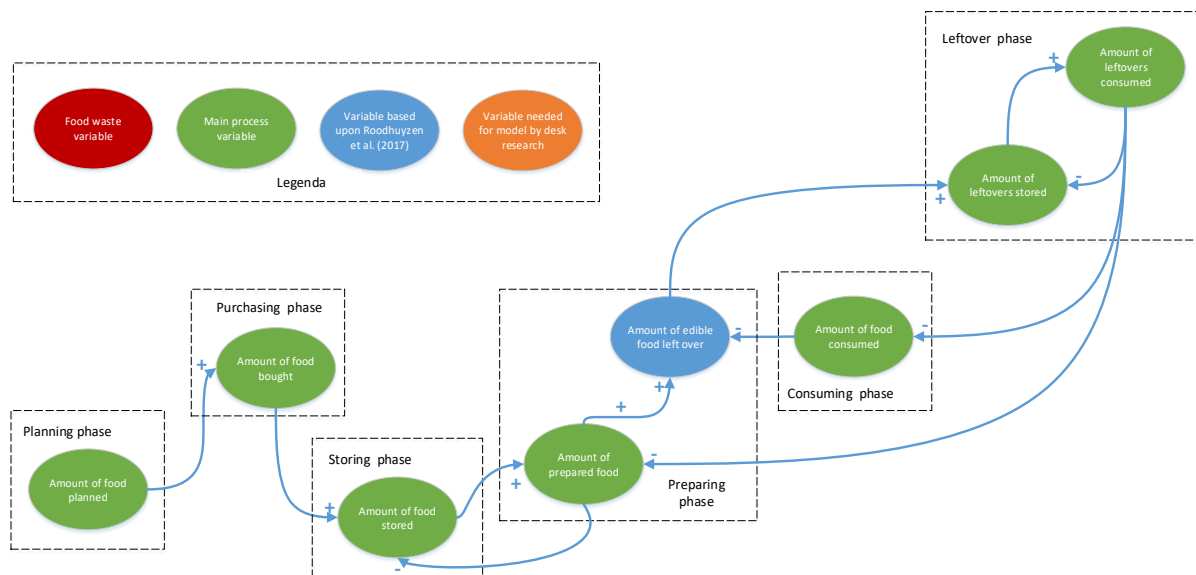 Leftover phase
Amount of
leftovers
consumed
+
Amount of
leftovers stored
-
+
Food waste
variable
Main process
variable
Variable based
upon Roodhuyzen
et al. (2017)
Variable needed
for model by desk
research
Legenda
Purchasing phase
Amount of food
bought
+
Planning phase
Amount of food
planned
Storing phase
+
Amount of food
stored
-
Amount of edible
food left over
-
+
+
Amount of
prepared food
-
+
Preparing
phase
Amount of food
consumed
-
Consuming phase